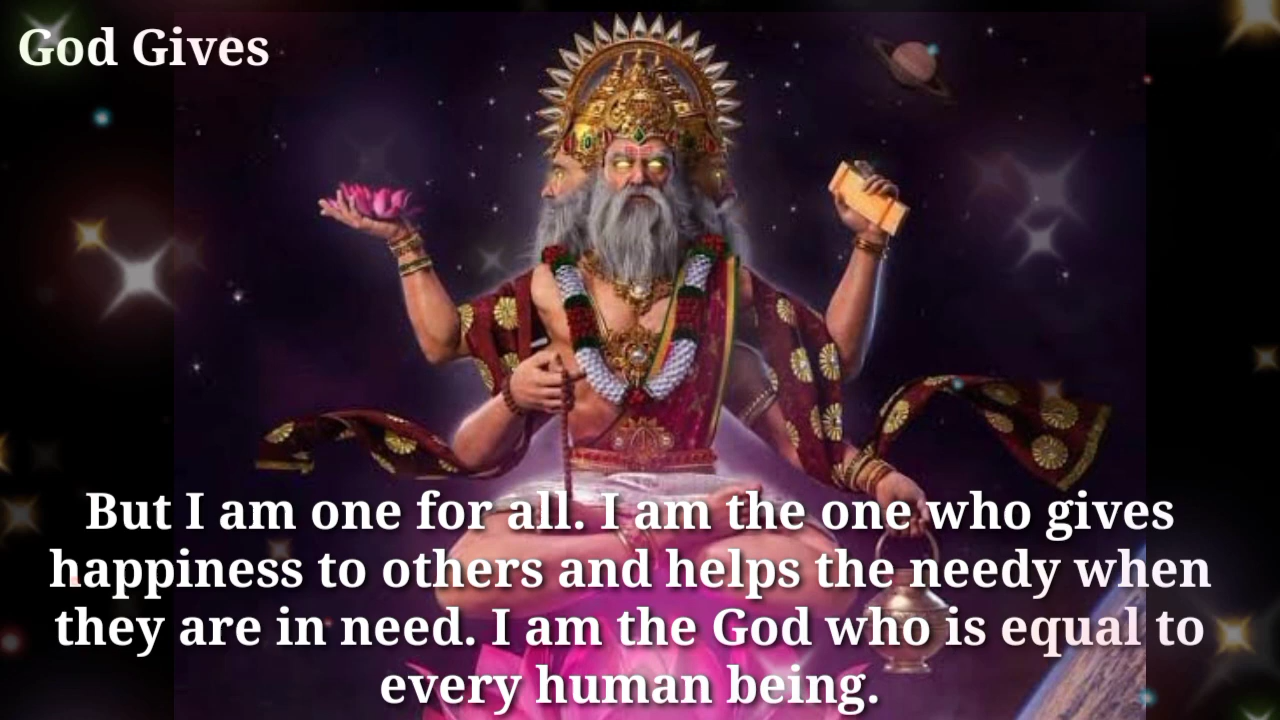 God Gives
But I am one for all. I am the one who gives
happiness to others and helps the needy when
they are in need. I am the God who is equal to
every human being.